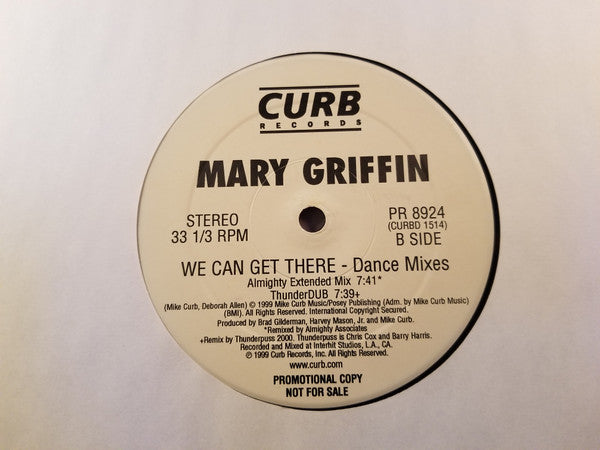 CURB
RECORDS
MARY GRIFFIN
STEREO
33 1/3 RPM
PR 8924
(CURBD 1514)
B SIDE
WE CAN GET THERE - Dance Mixes
Almighty Extended Mix 7:41*
ThunderDUB 7:39+
(Mike Curb, Deborah Allen) © 1999 Mike Curb Music/Posey Publishing (Adm. by Mike Curb Music)
(BMI). All Rights Reserved. International Copyright Secured.
Produced by Brad Gilderman, Harvey Mason, Jr. and Mike Curb.
*Remixed by Almighty Associates
+Remix by Thunderpuss 2000. Thunderpuss is Chris Cox and Barry Harris.
Recorded and Mixed at Interhit Studios, L.A., CA.
℗ 1999 Curb Records, Inc. All Rights Reserved.
www.curb.com
PROMOTIONAL COPY
NOT FOR SALE